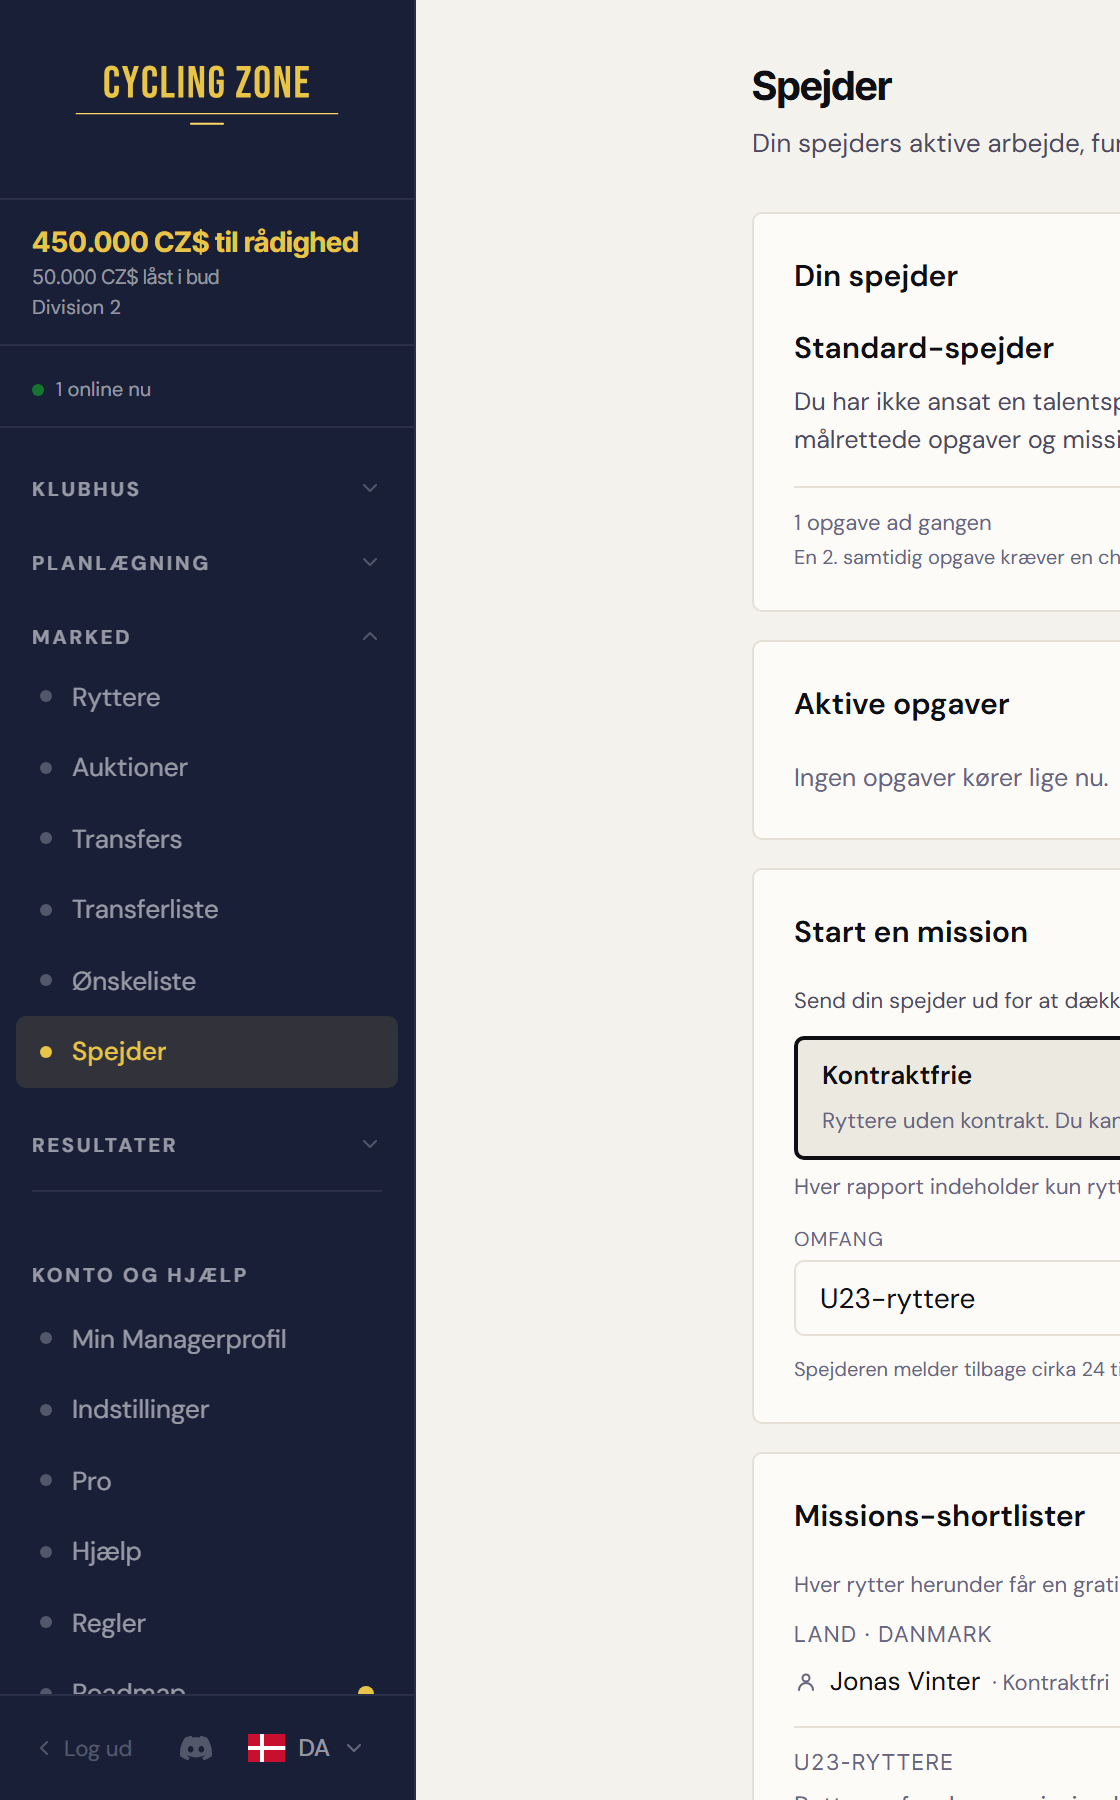 CYCLING ZONE
450.000 CZ$ til rådighed
50.000 CZ$ låst i bud
Division 2
1 online nu
KLUBHUS
PLANLÆGNING
MARKED
Ryttere
Auktioner
Transfers
Transferliste
Ønskeliste
Spejder
RESULTATER
KONTO OG HJÆLP
Min Managerprofil
Indstillinger
Pro
Hjælp
Regler
Roadmap
Log ud
DA
Spejder
Din spejders aktive arbejde,
Din spejder
Standard-spejder
Du har ikke ansat en
målrettede opgaver og
1 opgave ad gangen
En 2. samtidig opgave kræver en
Aktive opgaver
Ingen opgaver kører lige nu.
Start en mission
Send din spejder ud for at
Kontraktfrie
Ryttere uden kontrakt. Du
Hver rapport indeholder kun
OMFANG
U23-ryttere
Spejderen melder tilbage cirka 24
Missions-shortlister
Hver rytter herunder får en
LAND · DANMARK
Jonas Vinter · Kontraktfri
U23-RYTTERE